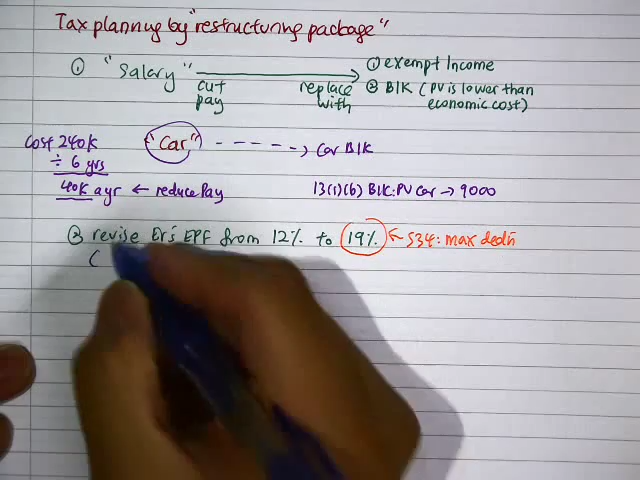 Tax planning by "restructuring package"
① "Salary" → ① exempt Income
cut pay replace with ② BIK (PV is lower than economic cost)
Cost 240k "Car" - - - - → Car BIK
÷ 6 yrs
40k a yr ← reduce Pay 13(1)(b) BIK: PV Car → 9000
② revise Er's EPF from 12% to 19% ← S34: max dedn
(